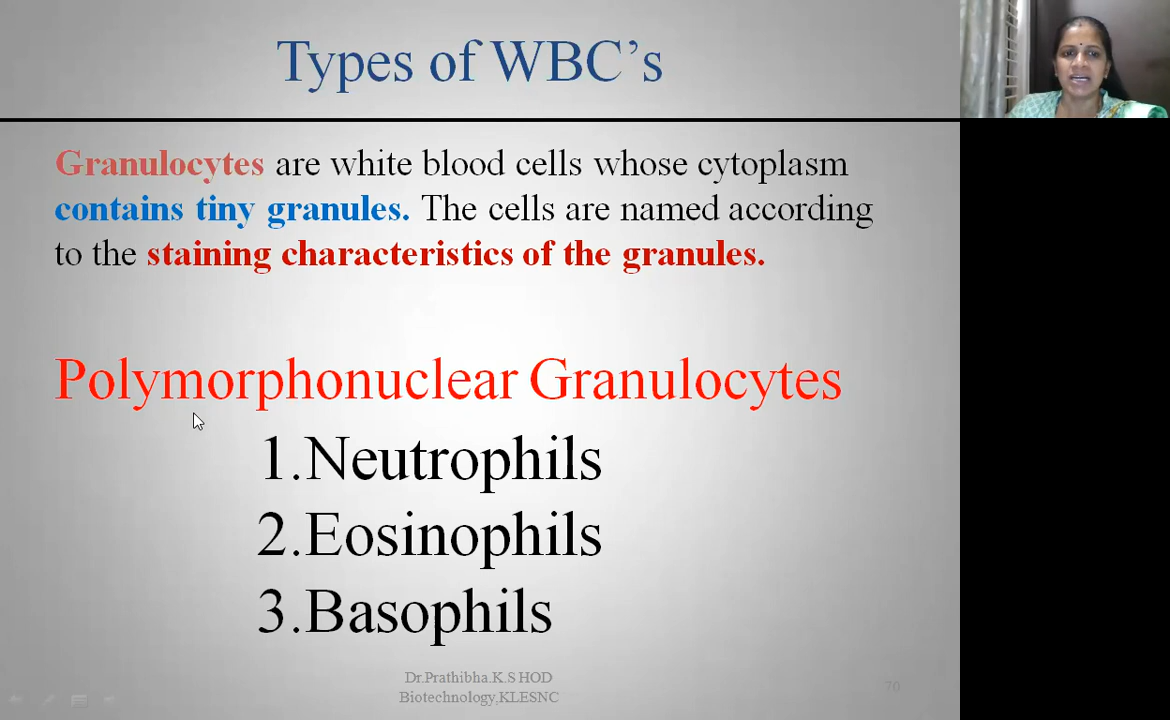 Types of WBC’s
Granulocytes are white blood cells whose cytoplasm
contains tiny granules. The cells are named according
to the staining characteristics of the granules.
Polymorphonuclear Granulocytes
1.Neutrophils
2.Eosinophils
3.Basophils
Dr.Prathibha.K.S HOD
Biotechnology,KLESNC
70